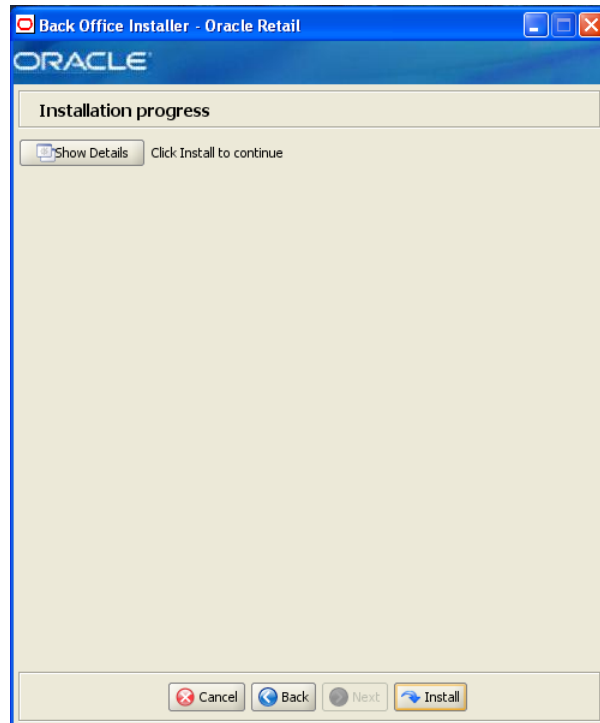 Back Office Installer - Oracle Retail
ORACLE
Installation progress
Show Details Click Install to continue
Cancel Back Next Install